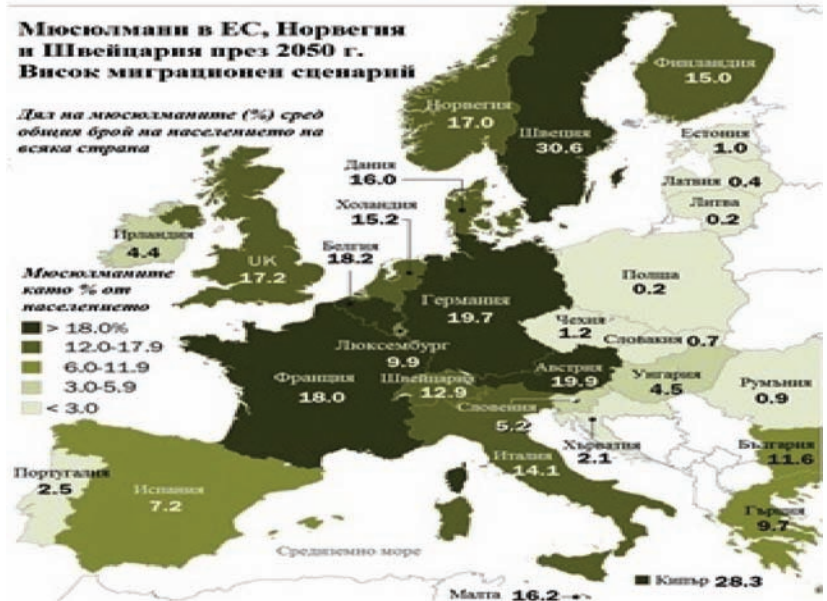 Мюсюлмани в ЕС, Норвегия
и Швейцария през 2050 г.
Висок миграционен сценарий
Дял на мюсюлманите (%) сред
общия брой на населението на
всяка страна
Финландия
15.0
Норвегия
17.0
Швеция
30.6
Естония
1.0
Латвия 0.4
Литва
0.2
Дания
16.0
Холандия
15.2
Белгия
18.2
Ирландия
4.4
UK
17.2
Мюсюлманите
като % от
населението
> 18.0%
12.0-17.9
6.0-11.9
3.0-5.9
< 3.0
Полша
0.2
Германия
19.7
Чехия
1.2
Словакия 0.7
Люксембург
9.9
Австрия
19.9
Унгария
4.5
Румъния
0.9
Франция
18.0
Швейцария
12.9
Словения
5.2
Хърватия
2.1
България
11.6
Италия
14.1
Португалия
2.5
Испания
7.2
Гърция
9.7
Средиземно море
Кипър 28.3
Малта 16.2